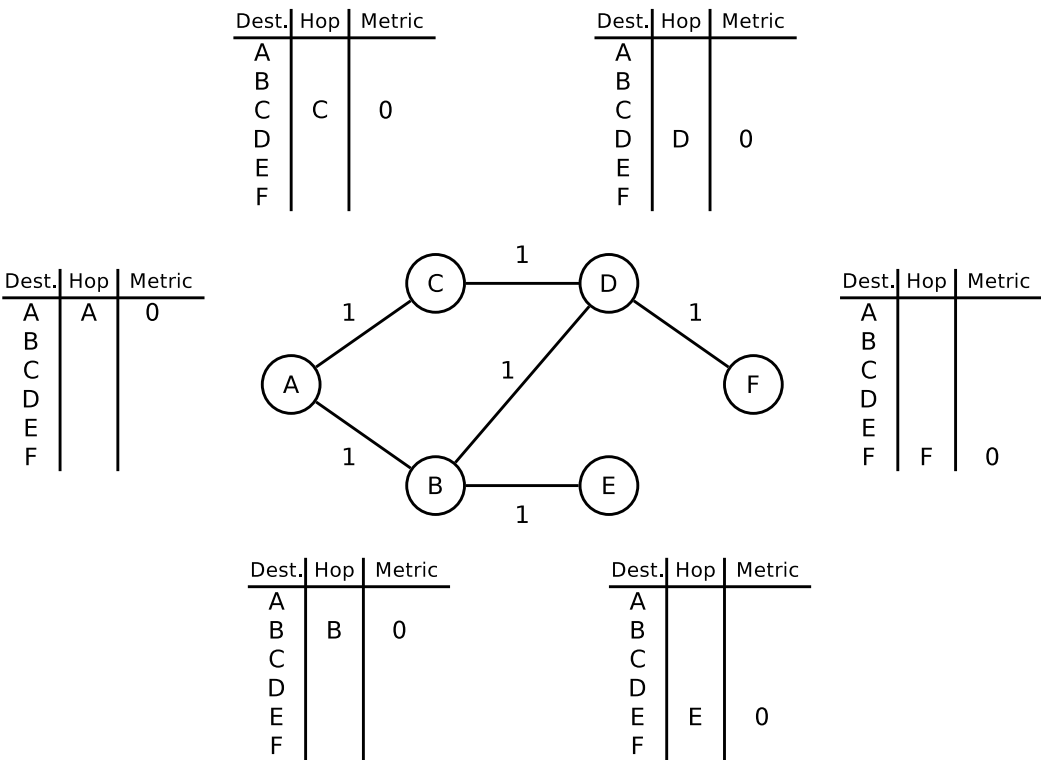 Dest. Hop Metric
A
B
C C 0
D
E
F
Dest. Hop Metric
A
B
C
D D 0
E
F
Dest. Hop Metric
A A 0
B
C
D
E
F
1
C
D
1
1
1
A
F
1
B
E
1
Dest. Hop Metric
A
B
C
D
E
F F 0
Dest. Hop Metric
A
B B 0
C
D
E
F
Dest. Hop Metric
A
B
C
D
E E 0
F